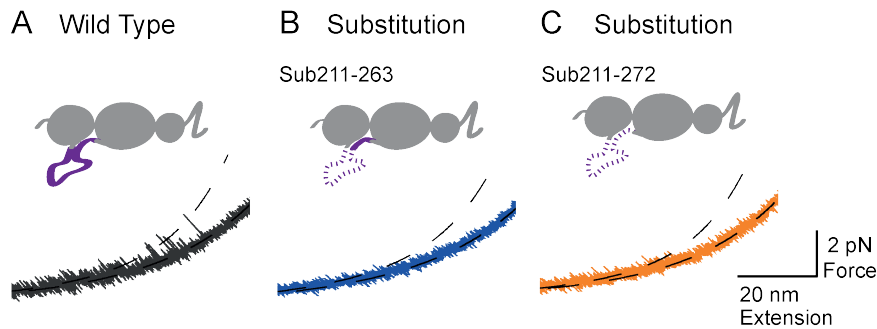 A Wild Type
B Substitution
C Substitution
Sub211-263
Sub211-272
2 pN
Force
20 nm
Extension